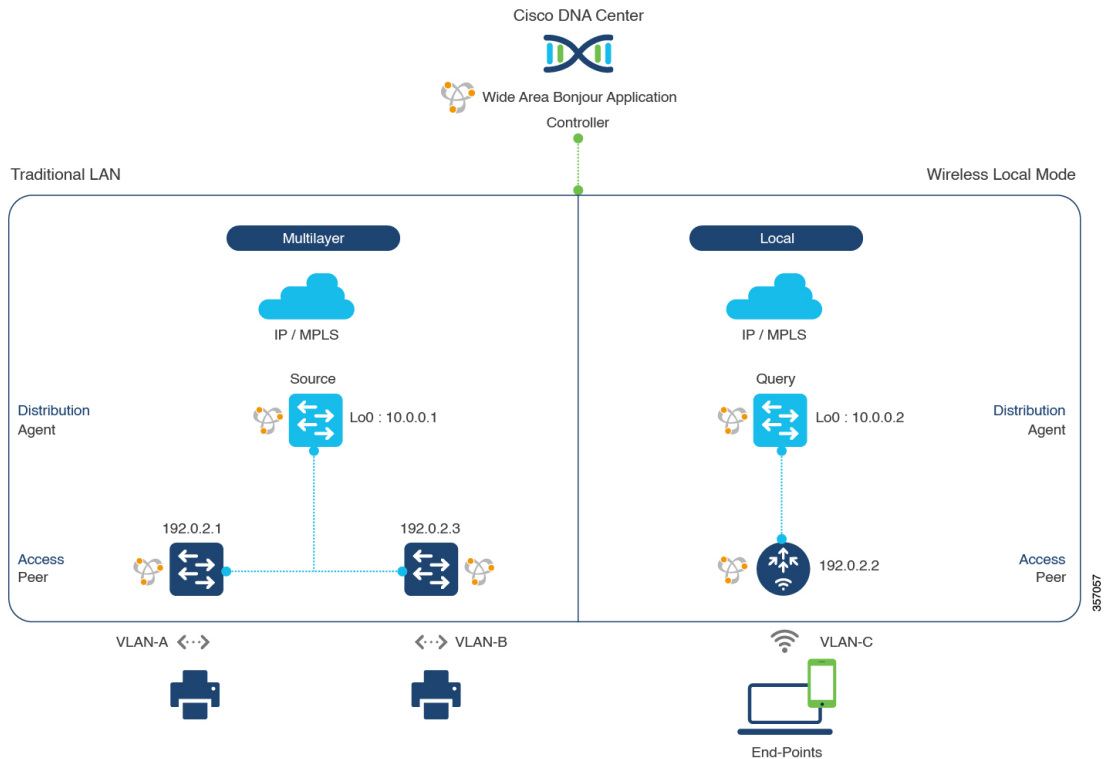 Cisco DNA Center
Wide Area Bonjour Application
Controller
Traditional LAN
Wireless Local Mode
Multilayer
Local
IP / MPLS
IP / MPLS
Source
Query
Distribution
Agent
Lo0 : 10.0.0.1
Lo0 : 10.0.0.2
Distribution
Agent
192.0.2.1
192.0.2.3
Access
Peer
192.0.2.2
Access
Peer
357057
VLAN-A
VLAN-B
VLAN-C
End-Points